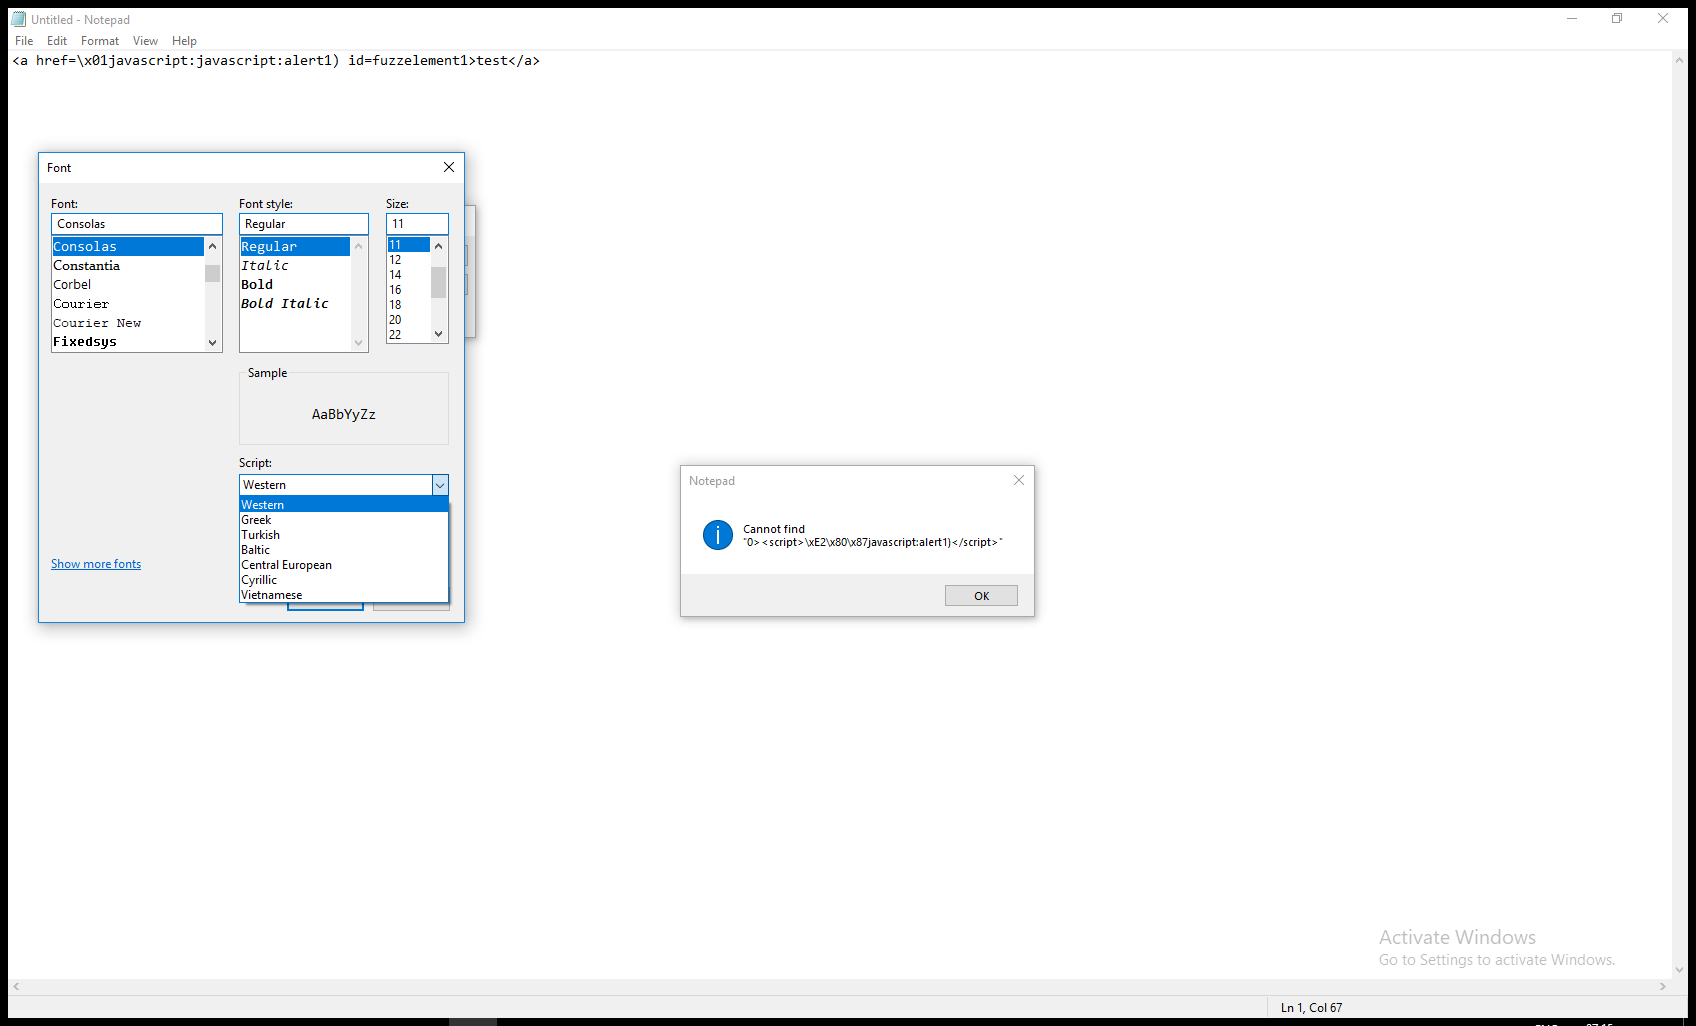 Untitled - Notepad
File Edit Format View Help
<a href=\x01javascript:javascript:alert1) id=fuzzelement1>test</a>
Font
Font: Font style: Size:
Consolas Regular 11
Consolas Regular 11
Constantia Italic 12
Corbel Bold 14
Courier Bold Italic 16
Courier New 18
Fixedsys 20
22
Sample
AaBbYyZz
Script:
Western
Western
Greek
Turkish
Baltic
Central European
Cyrillic
Vietnamese
Show more fonts
Notepad
Cannot find
"0><script>\xE2\x80\x87javascript:alert1)</script>"
OK
Activate Windows
Go to Settings to activate Windows.
Ln 1, Col 67